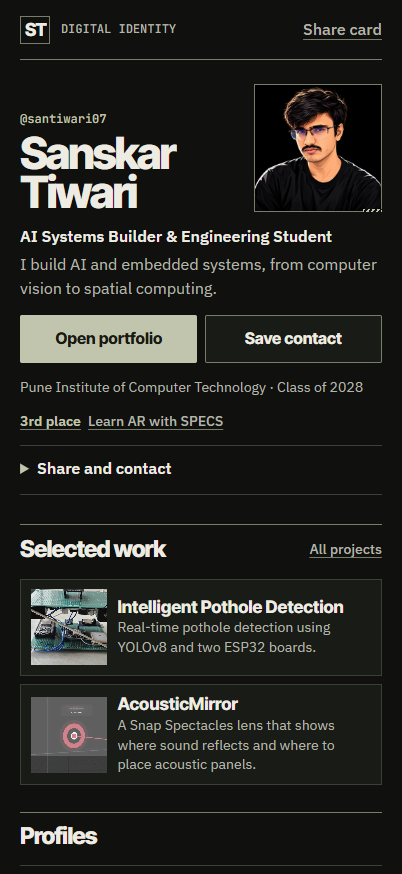 ST DIGITAL IDENTITY Share card
@santiwari07
Sanskar
Tiwari
AI Systems Builder & Engineering Student
I build AI and embedded systems, from computer
vision to spatial computing.
Open portfolio Save contact
Pune Institute of Computer Technology · Class of 2028
3rd place Learn AR with SPECS
Share and contact
Selected work All projects
Intelligent Pothole Detection
Real-time pothole detection using
YOLOv8 and two ESP32 boards.
AcousticMirror
A Snap Spectacles lens that shows
where sound reflects and where to
place acoustic panels.
Profiles